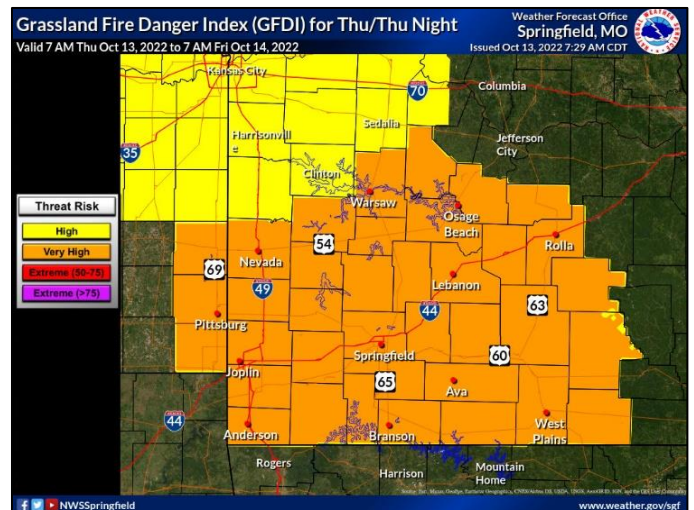 Grassland Fire Danger Index (GFDI) for Thu/Thu Night
Valid 7 AM Thu Oct 13, 2022 to 7 AM Fri Oct 14, 2022
Weather Forecast Office
Springfield, MO
Issued Oct 13, 2022 7:29 AM CDT
Kansas City
70
Columbia
Harrisonvill
e
Sedalia
35
Jefferson
City
Clinton
Warsaw
Threat Risk
High
Very High
Extreme (50-75)
Extreme (>75)
Osage
Beach
54
Rolla
69
Nevada
49
Lebanon
63
44
Pittsburg
Springfield
60
Joplin
65
Ava
44
Anderson
Branson
West
Plains
Rogers
Harrison
Mountain
Home
NWSSpringfield
www.weather.gov/sgf